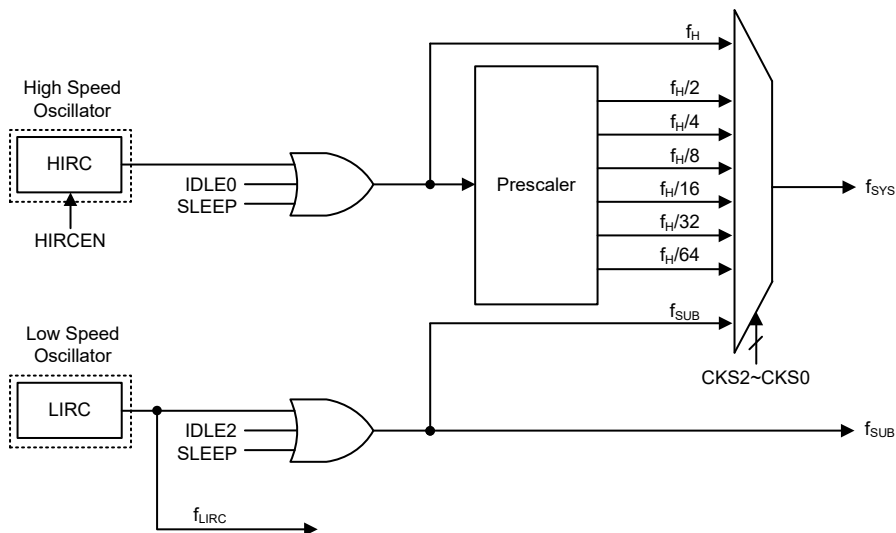 High Speed
Oscillator
HIRC
HIRCEN
IDLE0
SLEEP
fH
Prescaler
fH/2
fH/4
fH/8
fH/16
fH/32
fH/64
fSUB
fSYS
CKS2~CKS0
Low Speed
Oscillator
LIRC
IDLE2
SLEEP
fSUB
fLIRC